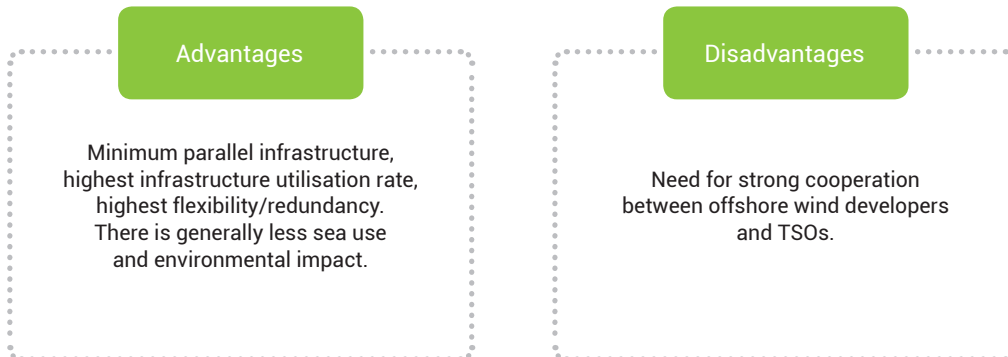 Advantages
Minimum parallel infrastructure,
highest infrastructure utilisation rate,
highest flexibility/redundancy.
There is generally less sea use
and environmental impact.
Disadvantages
Need for strong cooperation
between offshore wind developers
and TSOs.